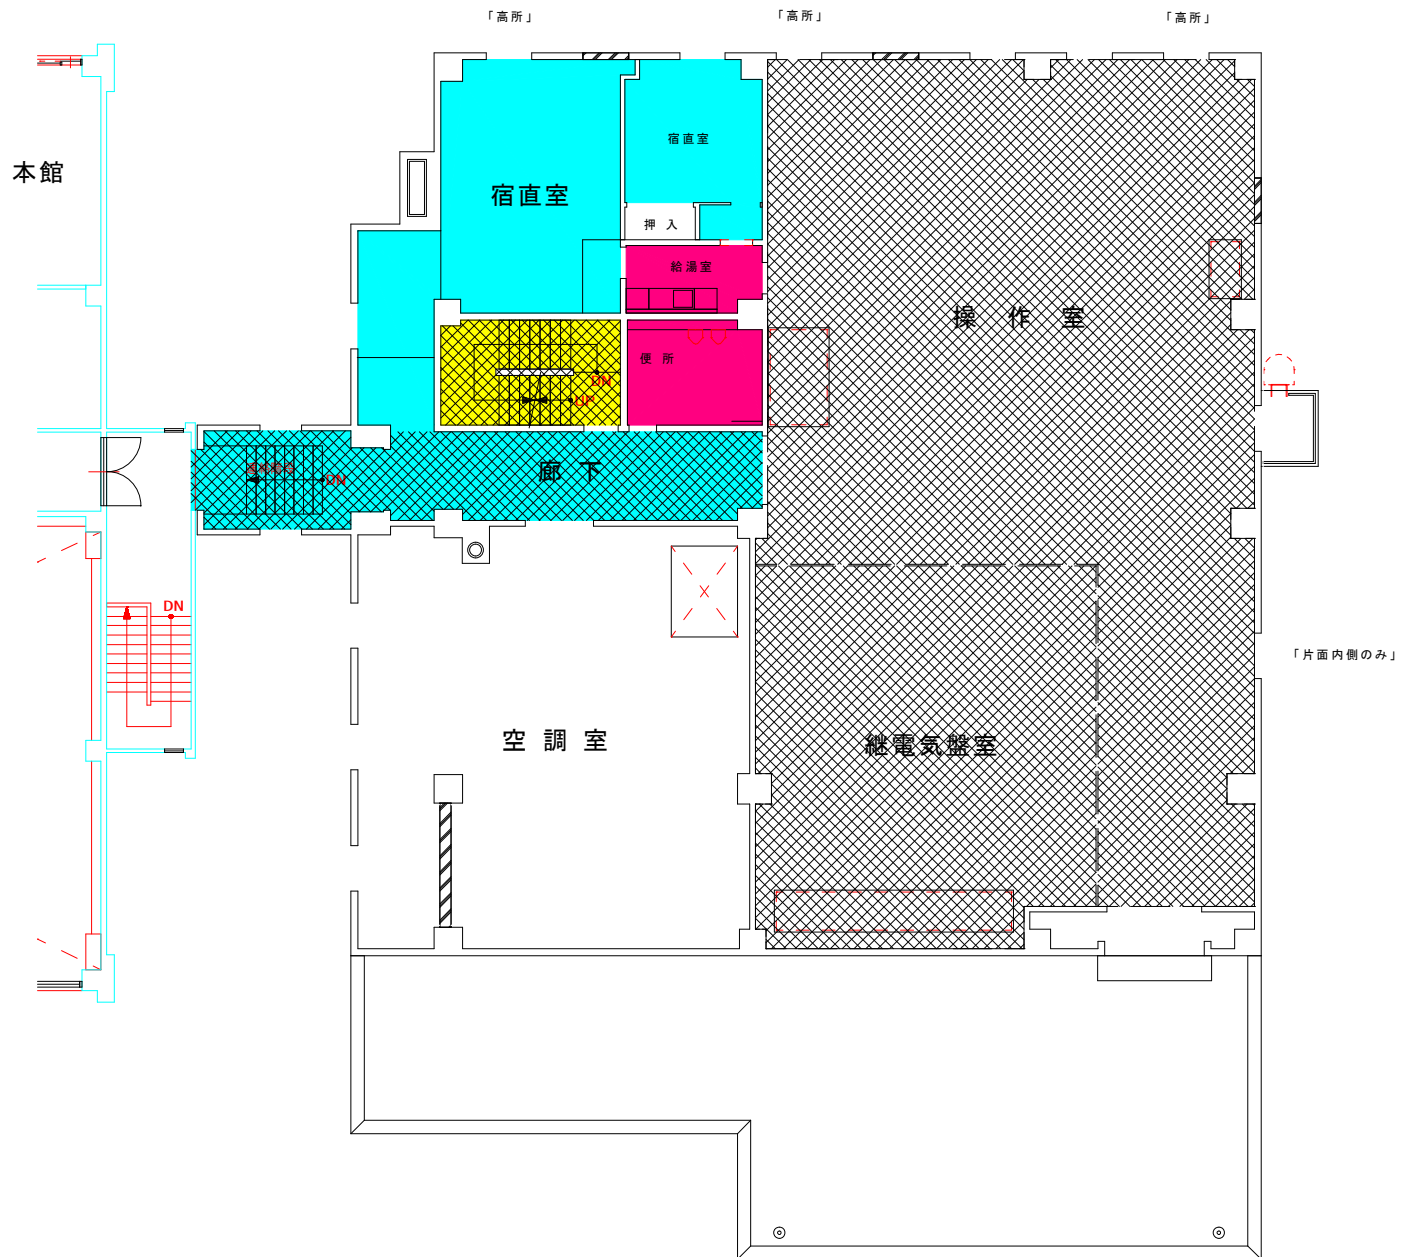 「高所」
「高所」
「高所」
本館
宿直室
宿直室
押 入
給湯室
操 作 室
便 所
DN
UP
廊 下
DN
DN
「片面内側のみ」
空 調 室
継電気盤室